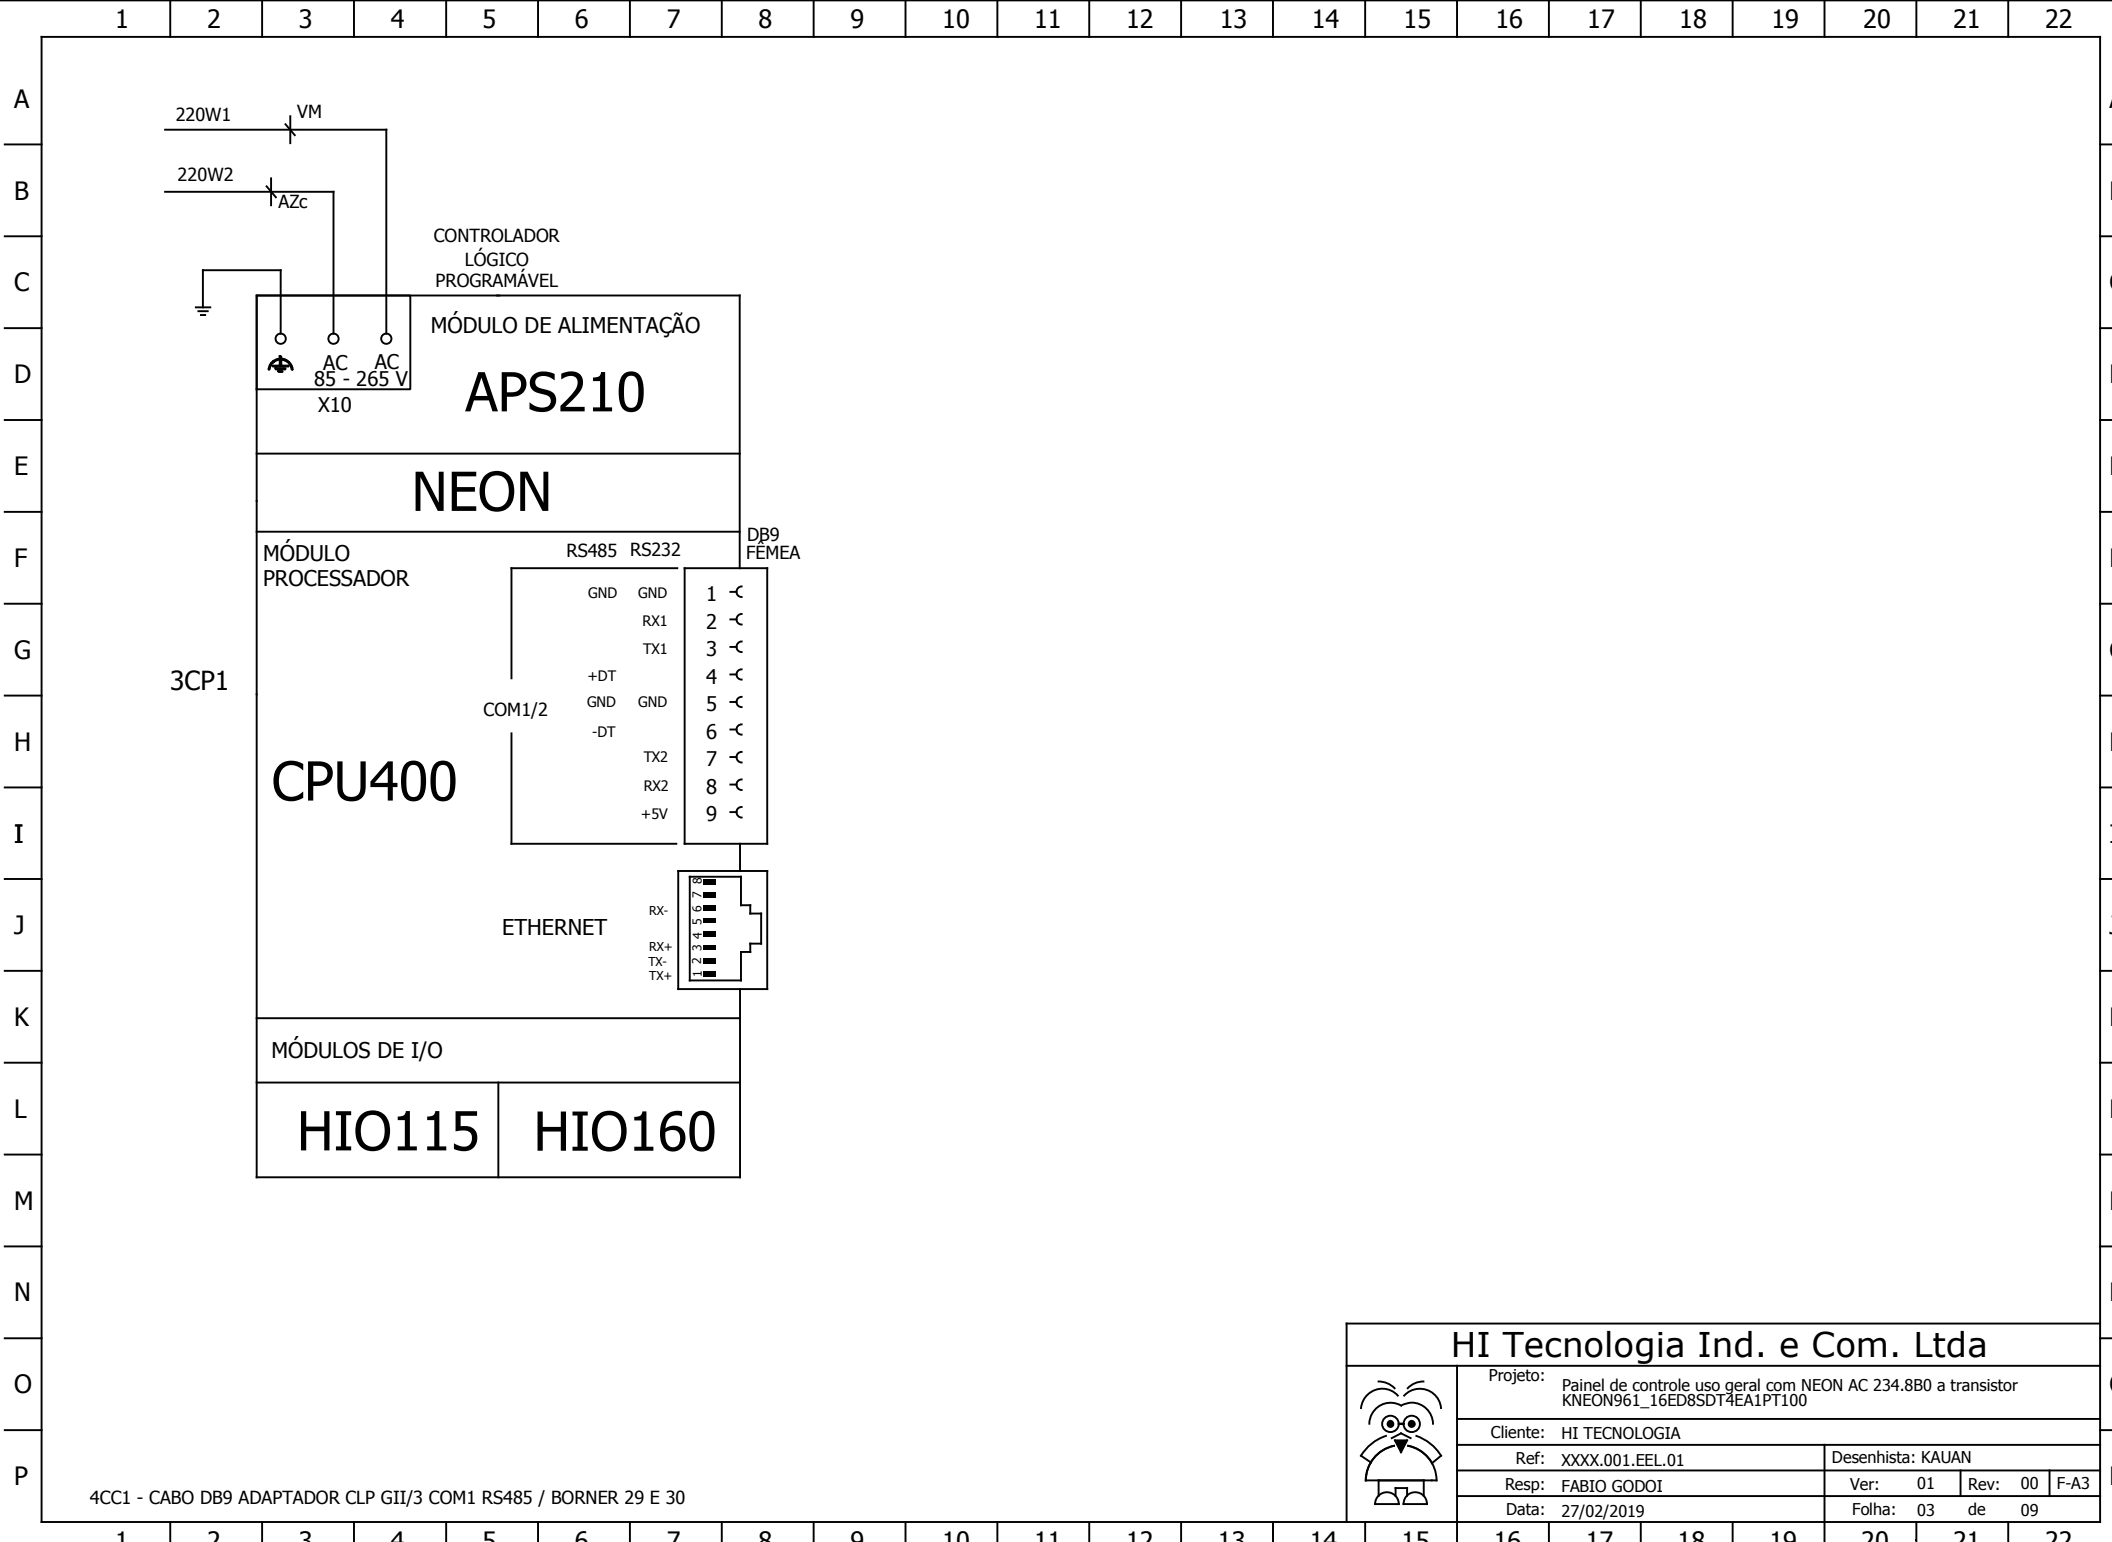 1 2 3 4 5 6 7 8 9 10 11 12 13 14 15 16 17 18 19 20 21 22
A
B
C
D
E
F
G
H
I
J
K
L
M
N
O
P
220W1
VM
220W2
AZc
CONTROLADOR
LÓGICO
PROGRAMÁVEL
MÓDULO DE ALIMENTAÇÃO
AC AC
85 - 265 V
X10
APS210
NEON
MÓDULO
PROCESSADOR
RS485 RS232
DB9
FÊMEA
GND GND 1
RX1 2
TX1 3
+DT 4
GND GND 5
-DT 6
TX2 7
RX2 8
+5V 9
COM1/2
3CP1
CPU400
ETHERNET
8
7
RX- 6
5
4
RX+ 3
TX- 2
TX+ 1
MÓDULOS DE I/O
HIO115 HIO160
4CC1 - CABO DB9 ADAPTADOR CLP GII/3 COM1 RS485 / BORNER 29 E 30
HI Tecnologia Ind. e Com. Ltda
Projeto: Painel de controle uso geral com NEON AC 234.8B0 a transistor
KNEON961_16ED8SDT4EA1PT100
Cliente: HI TECNOLOGIA
Ref: XXXX.001.EEL.01 Desenhista: KAUAN
Resp: FABIO GODOI Ver: 01 Rev: 00 F-A3
Data: 27/02/2019 Folha: 03 de 09
1 2 3 4 5 6 7 8 9 10 11 12 13 14 15 16 17 18 19 20 21 22